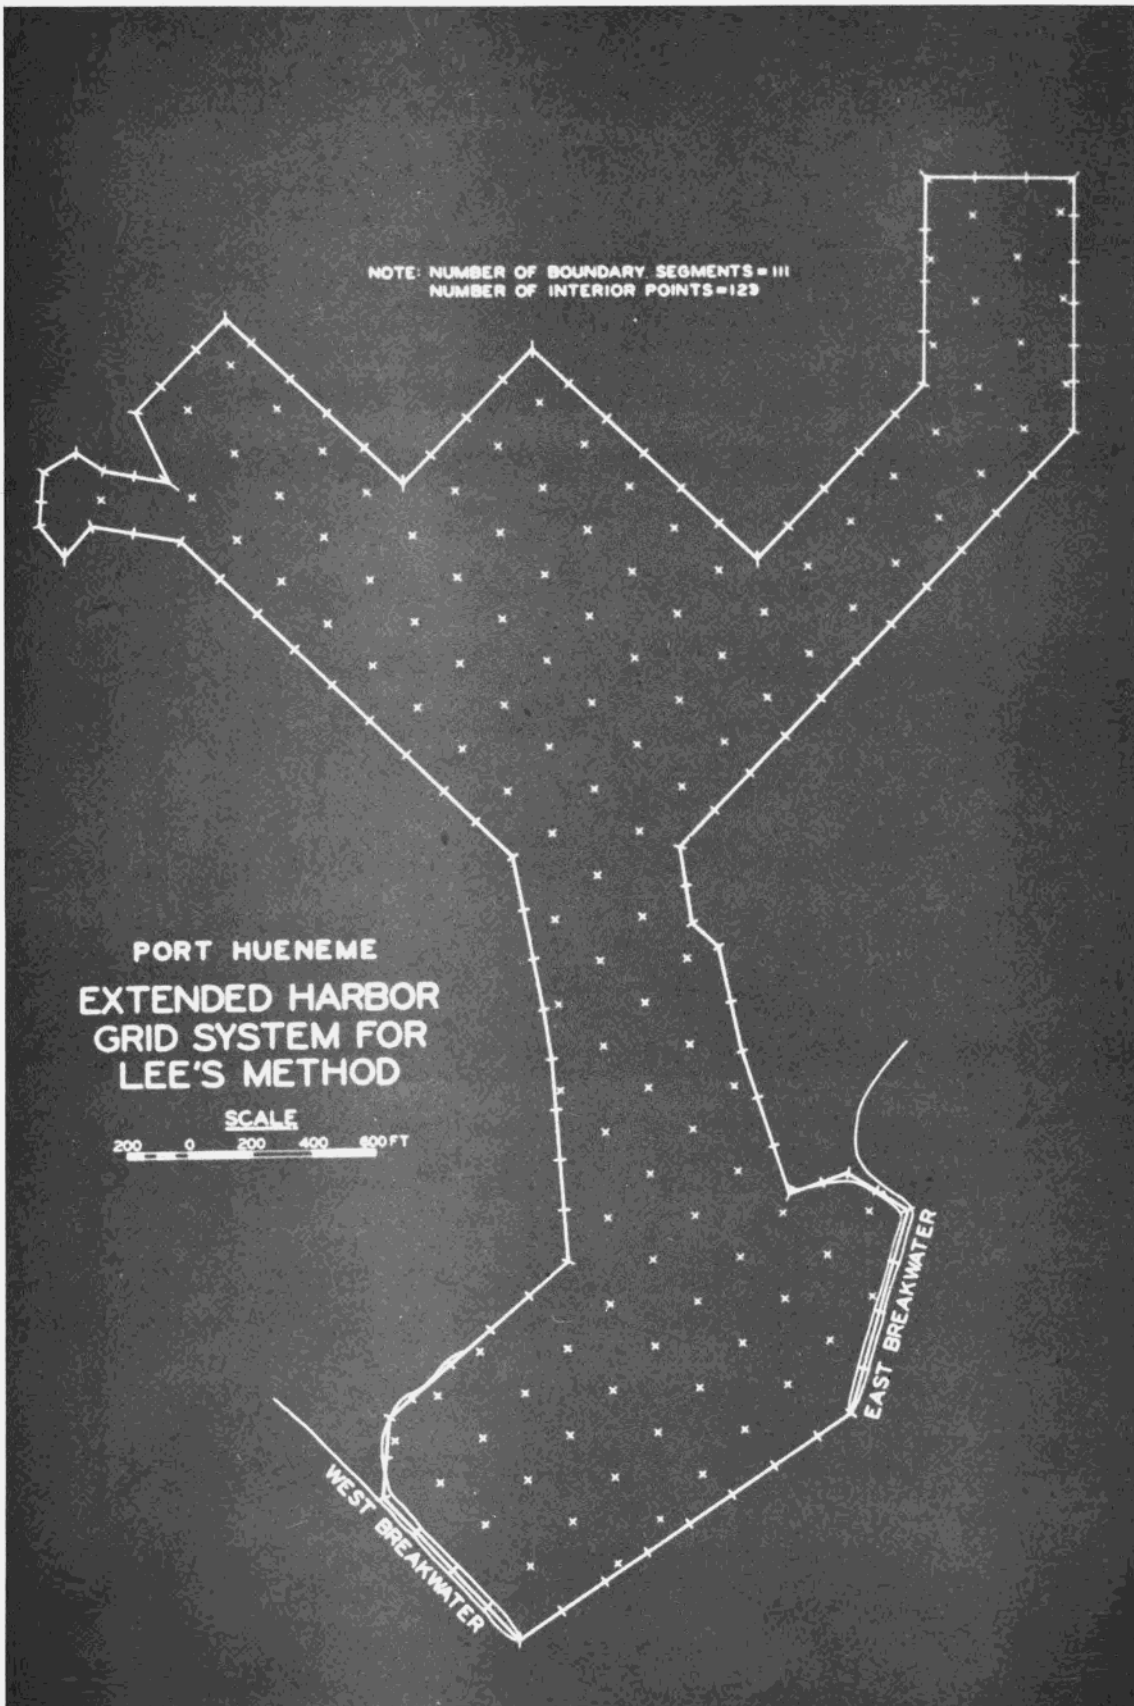 NOTE: NUMBER OF BOUNDARY SEGMENTS = 111
NUMBER OF INTERIOR POINTS = 123
PORT HUENEME
EXTENDED HARBOR
GRID SYSTEM FOR
LEE'S METHOD
SCALE
200 0 200 400 600 FT
EAST BREAKWATER
WEST BREAKWATER